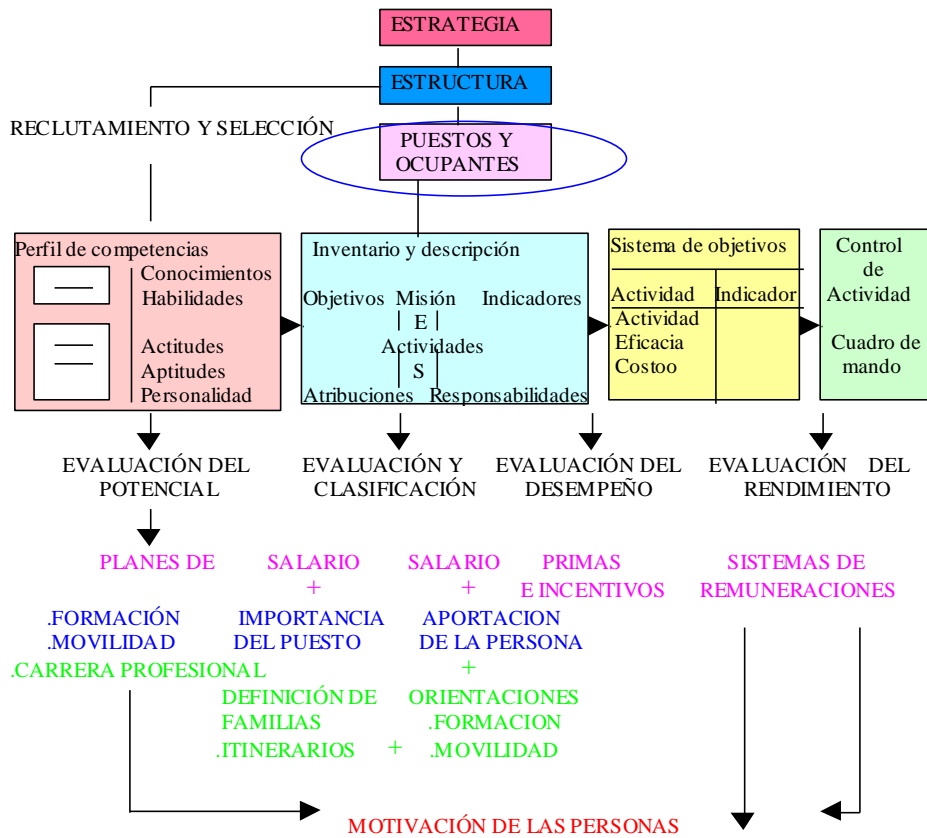 ESTRATEGIA
ESTRUCTURA
RECLUTAMIENTO Y SELECCIÓN
PUESTOS Y
OCUPANTES
Perfil de competencias
Conocimientos
Habilidades
Actitudes
Aptitudes
Personalidad
Inventario y descripción
Objetivos Misión Indicadores
E
Actividades
S
Atribuciones Responsabilidades
Sistema de objetivos
Actividad Indicador
Actividad
Eficacia
Costoo
Control
de
Actividad
Cuadro de
mando
EVALUACIÓN DEL
POTENCIAL
EVALUACIÓN Y
CLASIFICACIÓN
EVALUACIÓN DEL
DESEMPEÑO
EVALUACIÓN DEL
RENDIMIENTO
PLANES DE
.FORMACIÓN
.MOVILIDAD
.CARRERA PROFESIONAL
SALARIO
+
IMPORTANCIA
DEL PUESTO
DEFINICIÓN DE
FAMILIAS
.ITINERARIOS +
SALARIO
+
APORTACION
DE LA PERSONA
+
ORIENTACIONES
.FORMACION
.MOVILIDAD
PRIMAS
E INCENTIVOS
SISTEMAS DE
REMUNERACIONES
MOTIVACIÓN DE LAS PERSONAS